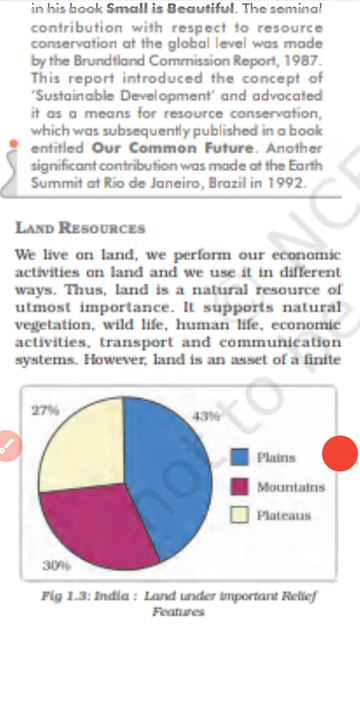 in his book Small is Beautiful. The seminal
contribution with respect to resource
conservation at the global level was made
by the Brundtland Commission Report, 1987.
This report introduced the concept of
‘Sustainable Development’ and advocated
it as a means for resource conservation,
which was subsequently published in a book
entitled Our Common Future. Another
significant contribution was made at the Earth
Summit at Rio de Janeiro, Brazil in 1992.
LAND RESOURCES
We live on land, we perform our economic
activities on land and we use it in different
ways. Thus, land is a natural resource of
utmost importance. It supports natural
vegetation, wild life, human life, economic
activities, transport and communication
systems. However, land is an asset of a finite
27%
43%
30%
Plains
Mountains
Plateaus
Fig 1.3: India : Land under important Relief
Features
not to be
© NC